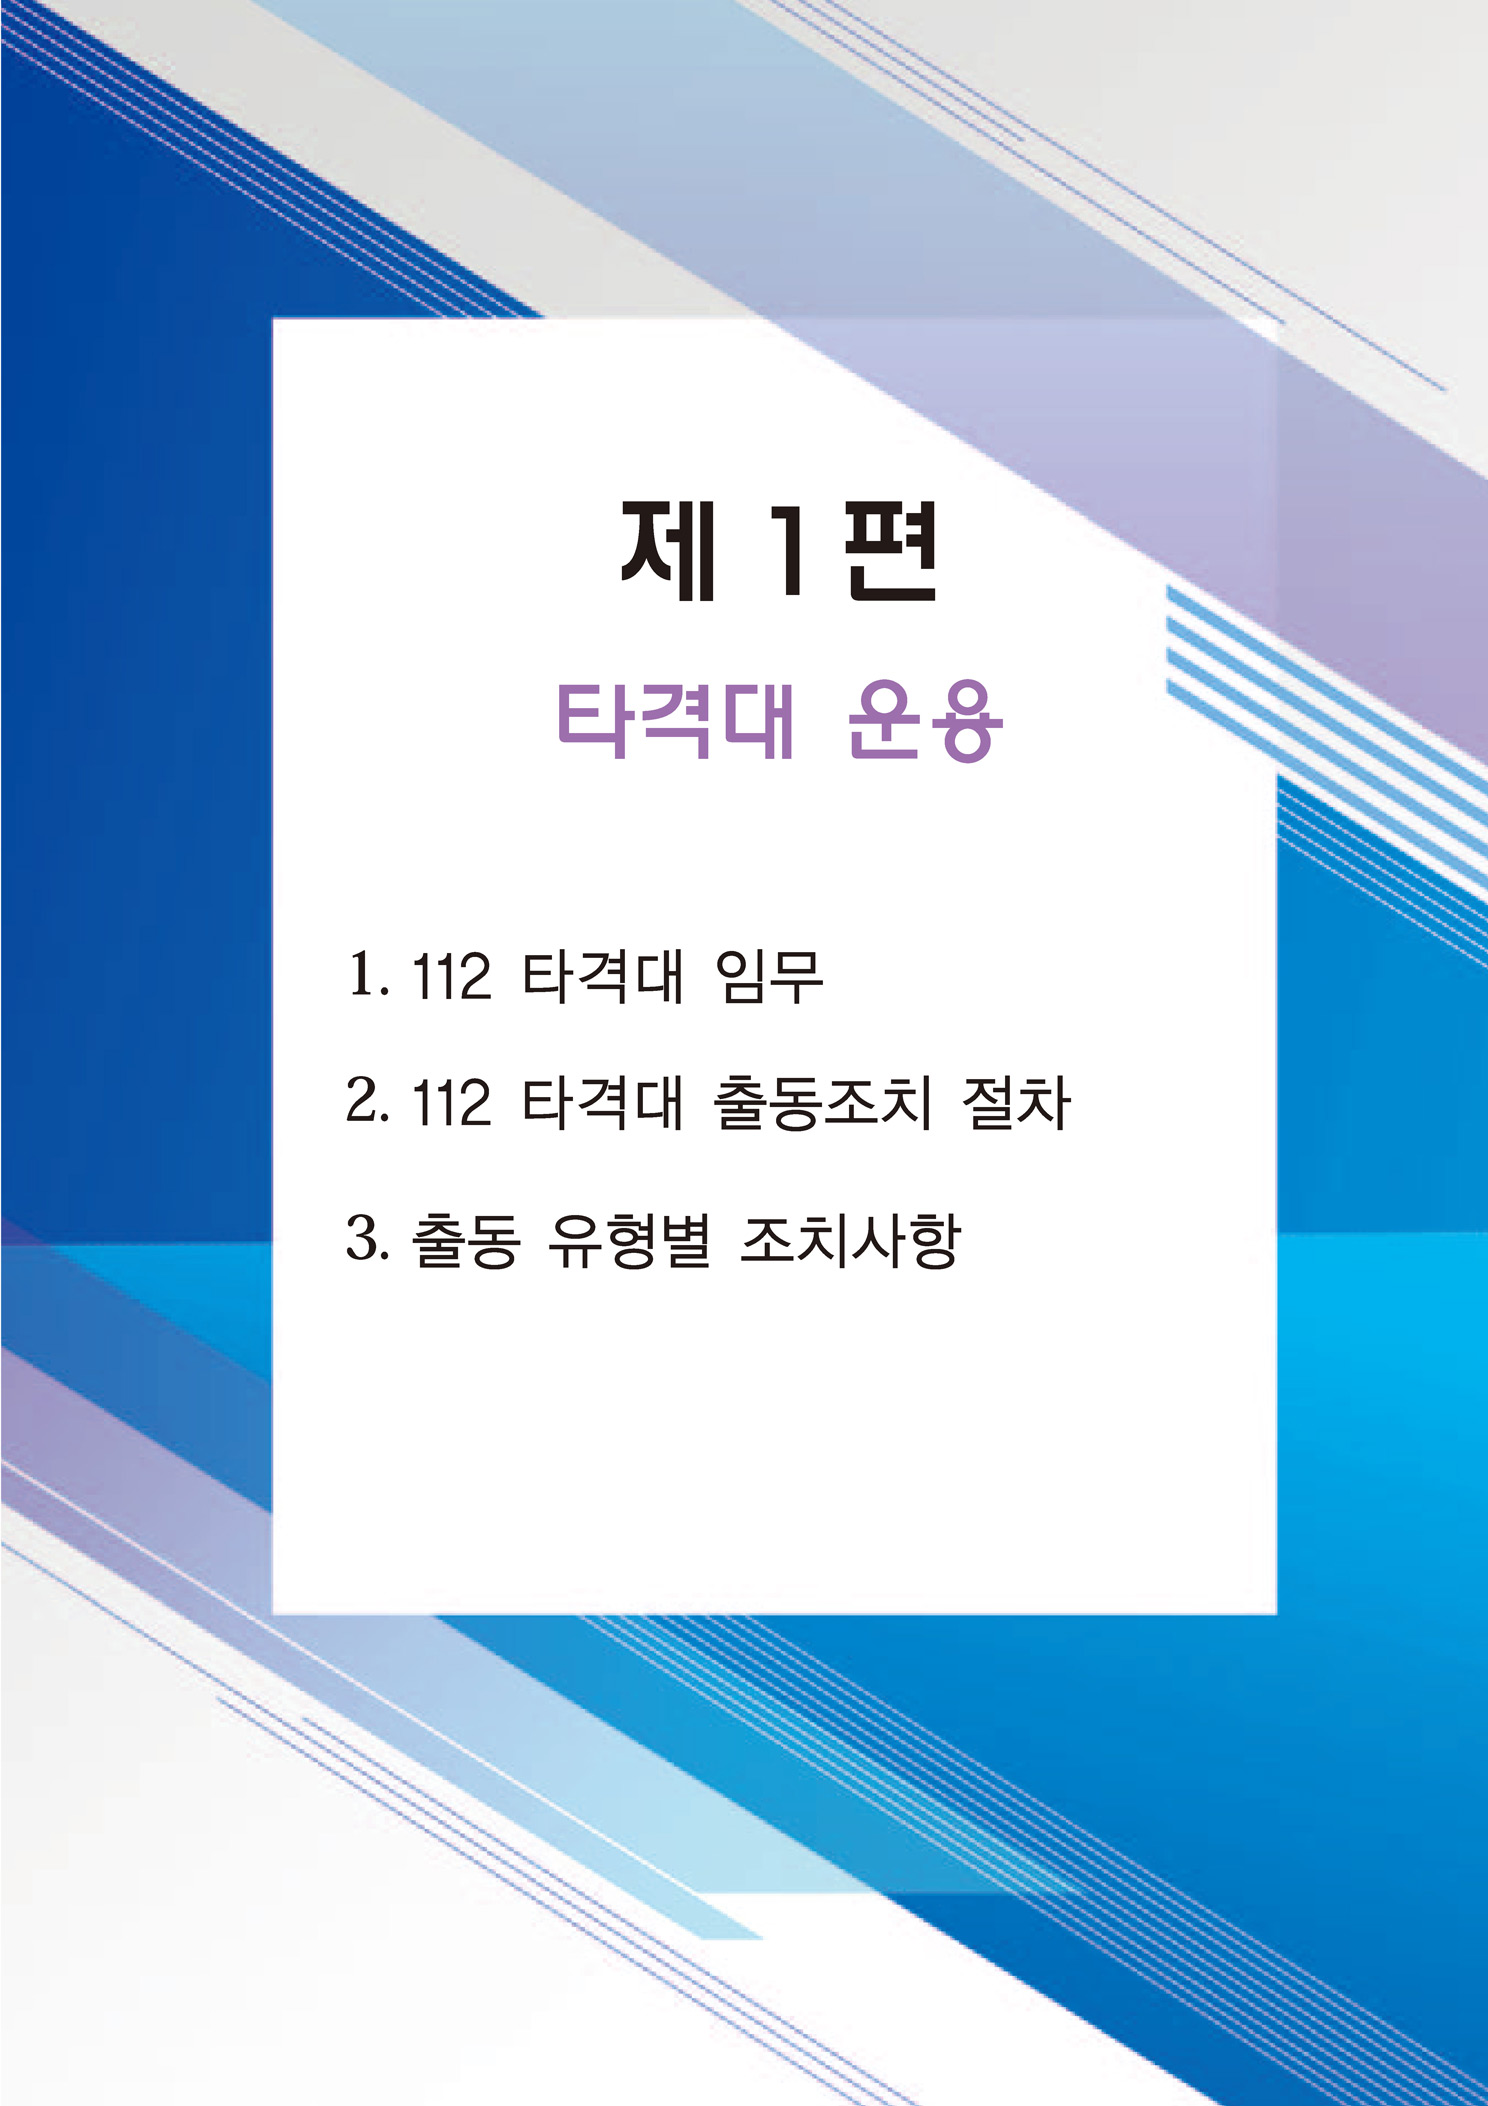 제 1 편
타격대 운용
1. 112 타격대 임무
2. 112 타격대 출동조치 절차
3. 출동 유형별 조치사항